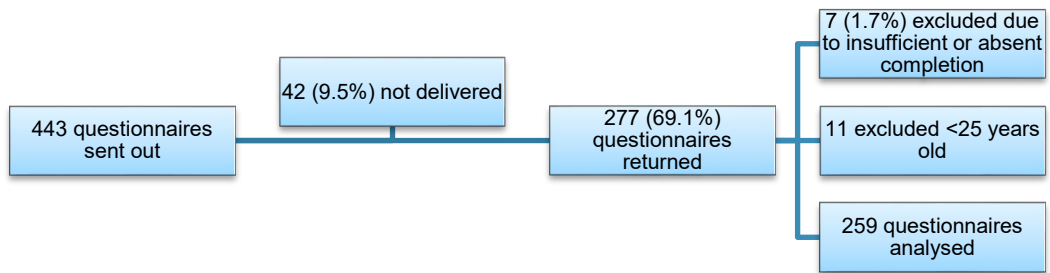 443 questionnaires
sent out
42 (9.5%) not delivered
277 (69.1%)
questionnaires
returned
7 (1.7%) excluded due
to insufficient or absent
completion
11 excluded <25 years
old
259 questionnaires
analysed